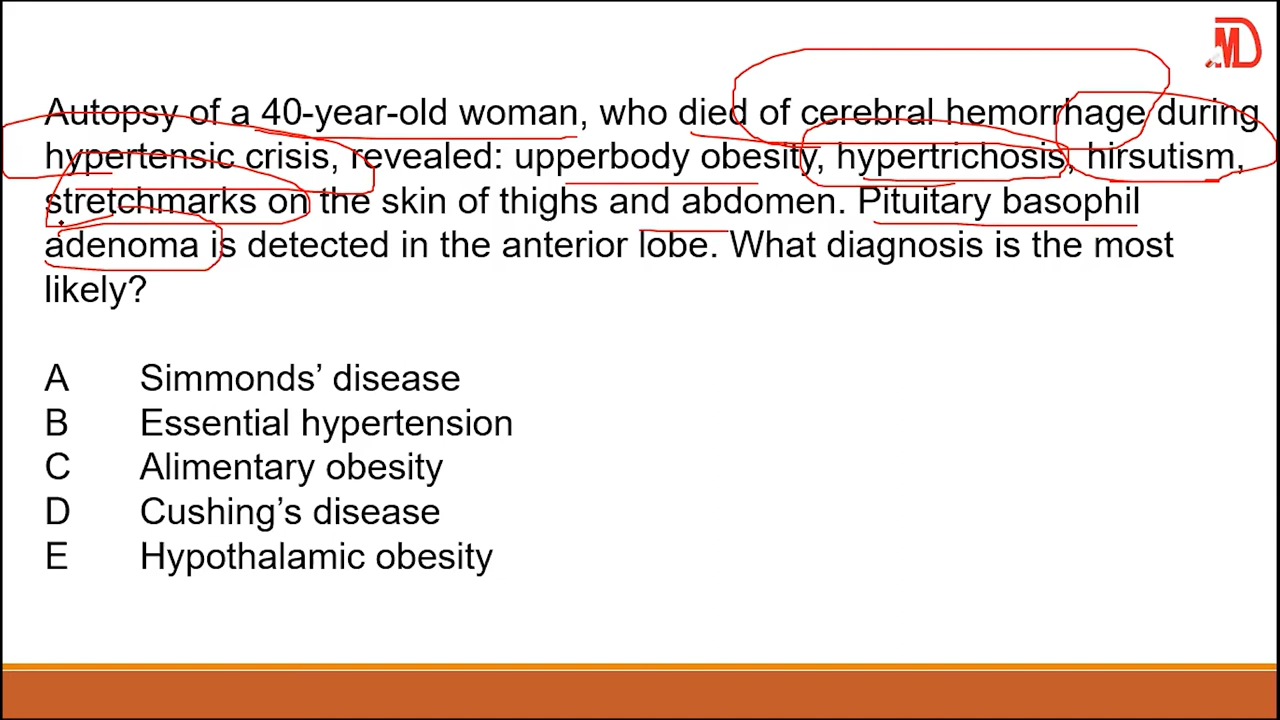 MD
Autopsy of a 40-year-old woman, who died of cerebral hemorrhage during
hypertensic crisis, revealed: upperbody obesity, hypertrichosis, hirsutism,
stretchmarks on the skin of thighs and abdomen. Pituitary basophil
adenoma is detected in the anterior lobe. What diagnosis is the most
likely?
A Simmonds’ disease
B Essential hypertension
C Alimentary obesity
D Cushing’s disease
E Hypothalamic obesity